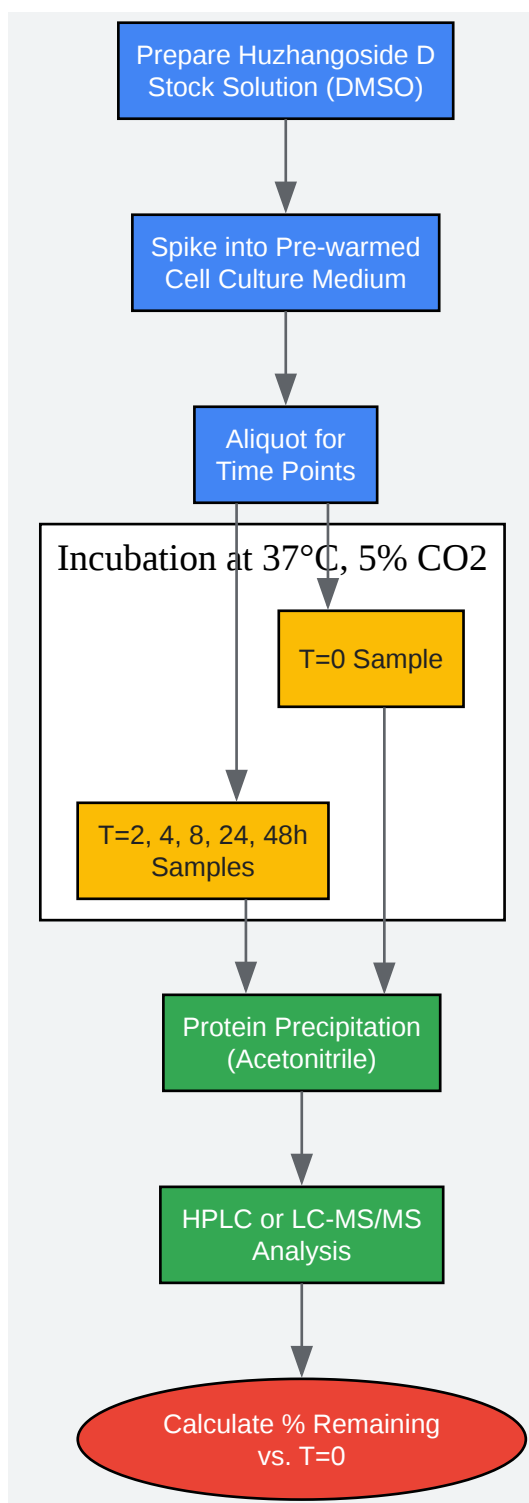 Prepare Huzhangoside D
Stock Solution (DMSO)
Spike into Pre-warmed
Cell Culture Medium
Aliquot for
Time Points
Incubation at 37°C, 5% CO2
T=0 Sample
T=2, 4, 8, 24, 48h
Samples
Protein Precipitation
(Acetonitrile)
HPLC or LC-MS/MS
Analysis
Calculate % Remaining
vs. T=0